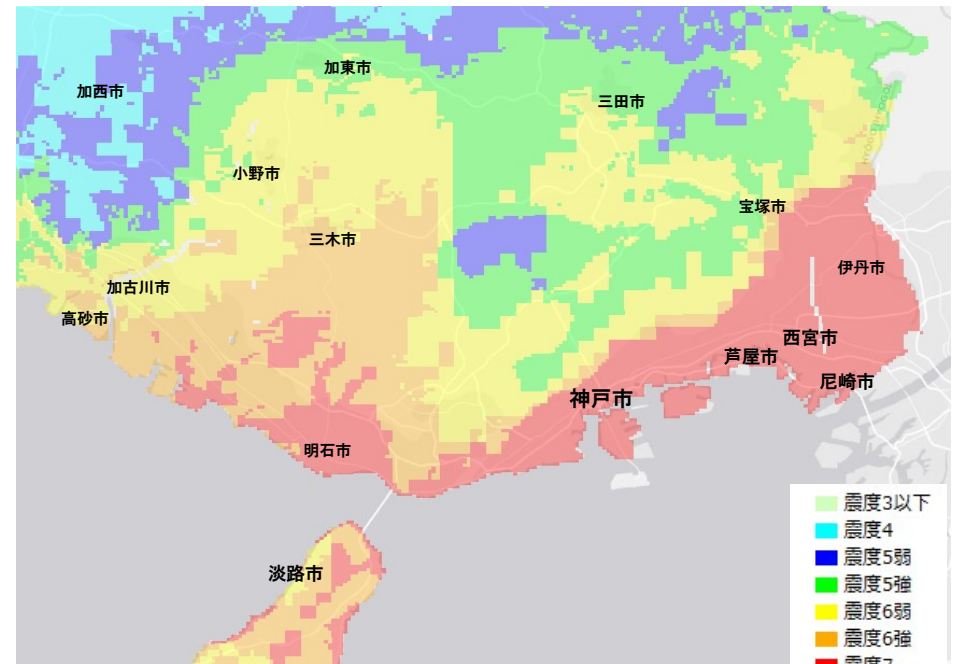 加東市
加西市
三田市
小野市
宝塚市
三木市
伊丹市
加古川市
高砂市
西宮市
芦屋市
尼崎市
神戸市
明石市
淡路市
震度3以下
震度4
震度5弱
震度5強
震度6弱
震度6強
震度7